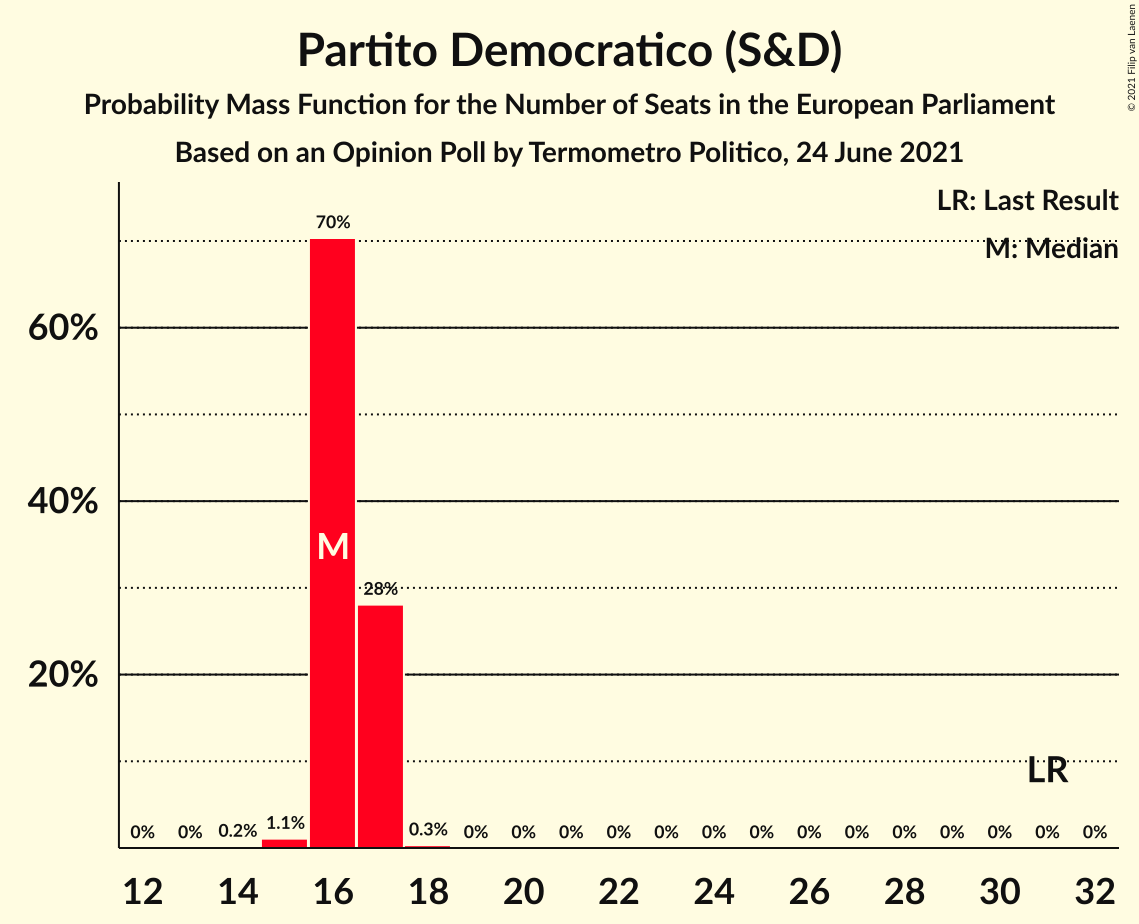 Partito Democratico (S&D)
Probability Mass Function for the Number of Seats in the European Parliament
Based on an Opinion Poll by Termometro Politico, 24 June 2021
© 2021 Filip van Laenen
LR: Last Result
M: Median
60%
40%
20%
0% 0% 0.2% 1.1% 70% 28% 0.3% 0% 0% 0% 0% 0% 0% 0% 0% 0% 0% 0% 0% 0% 0%
M
LR
12 14 16 18 20 22 24 26 28 30 32